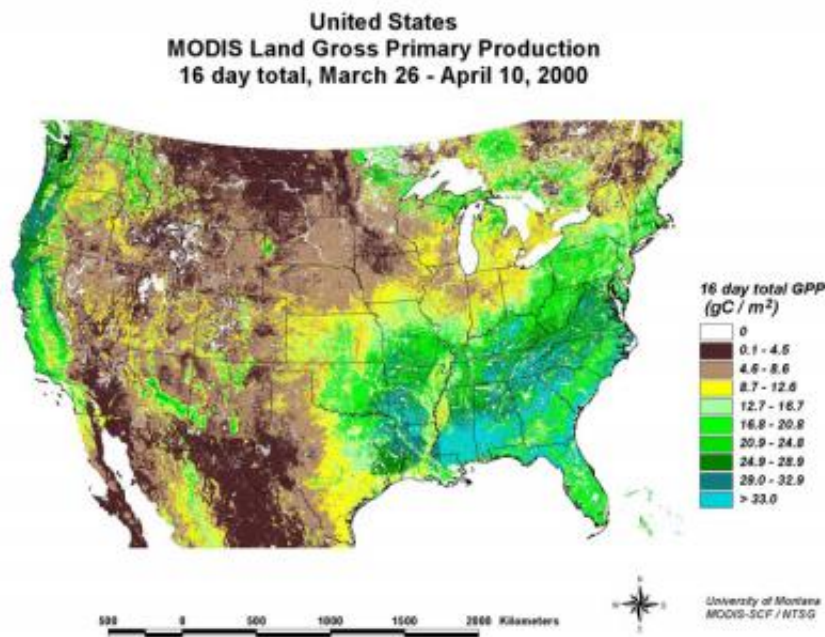 United States
MODIS Land Gross Primary Production
16 day total, March 26 - April 10, 2000
16 day total GPP
(gC / m²)
0
0.1 - 4.5
4.6 - 8.6
8.7 - 12.6
12.7 - 16.7
16.8 - 20.8
20.9 - 24.8
24.9 - 28.9
29.0 - 32.9
> 33.0
500 0 500 1000 1500 2000 Kilometers
University of Montana
MODIS-SCF / NTSG